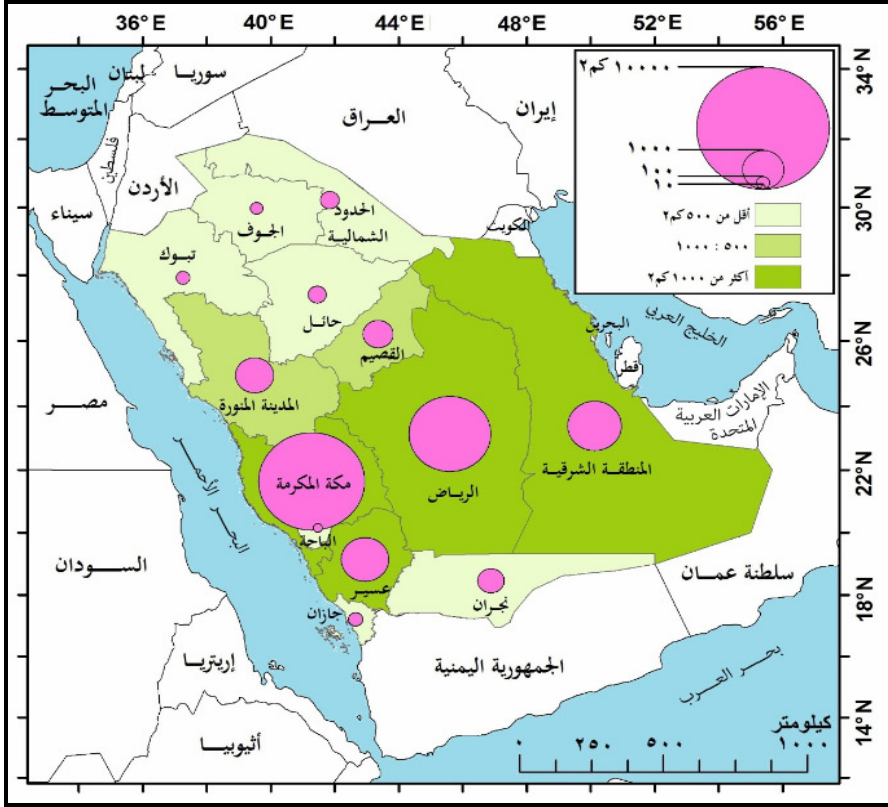 36°E
40°E
44°E
48°E
52°E
56°E
34°N
30°N
26°N
22°N
18°N
14°N
١٠٠٠٠ كم٢
١٠٠٠
١٠٠
١٠
أقل من ٥٠٠ كم٢
٥٠٠ : ١٠٠٠
أكثر من ١٠٠٠ كم٢
البحر
المتوسط
لبنان
سوريا
العراق
إيران
فلسطين
الأردن
سيناء
الكويت
الحدود
الشمالية
الجوف
تبوك
حائل
القصيم
المدينة المنورة
البحرين
قطر
الخليج العربي
الإمارات العربية
المتحدة
مصر
مكة المكرمة
الرياض
المنطقة الشرقية
الباحة
البحر الأحمر
عسير
جازان
نجران
السودان
سلطنة عمان
إريتريا
الجمهورية اليمنية
بحر العرب
أثيوبيا
كيلومتر
٠ ٢٥٠ ٥٠٠ ١٠٠٠